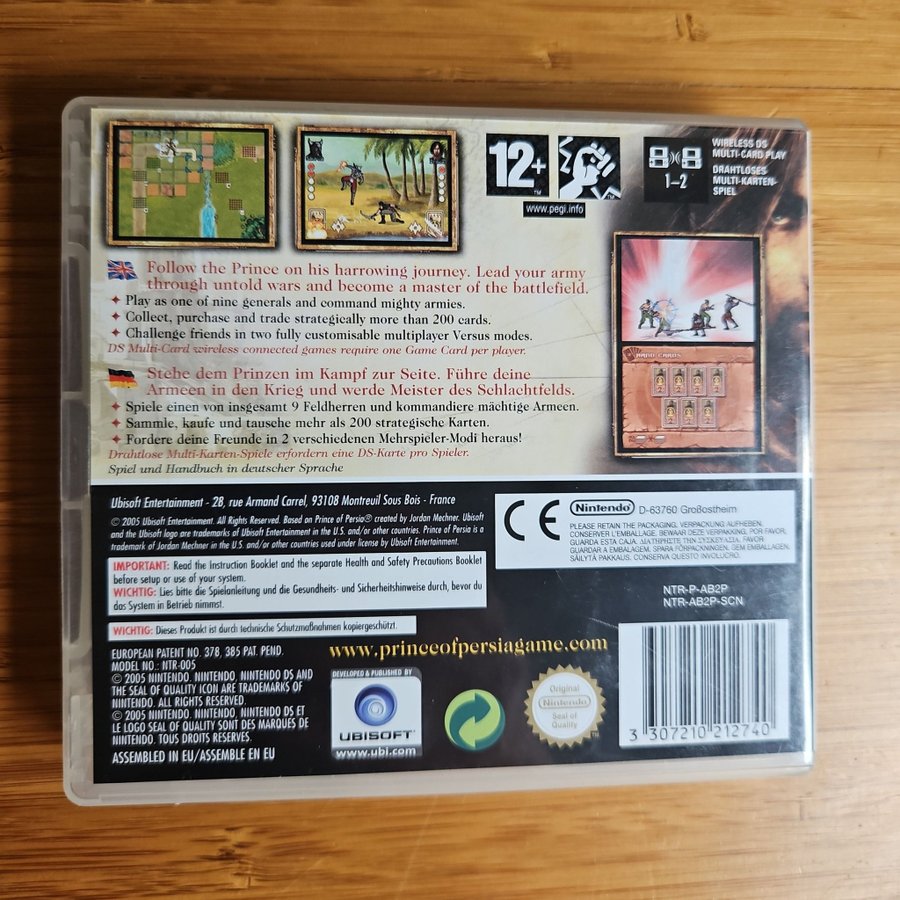 12+
TM
TM
www.pegi.info
1-2
WIRELESS DS
MULTI-CARD PLAY
DRAHTLOSES
MULTI-KARTEN-
SPIEL
Follow the Prince on his harrowing journey. Lead your army
through untold wars and become a master of the battlefield.
Play as one of nine generals and command mighty armies.
Collect, purchase and trade strategically more than 200 cards.
Challenge friends in two fully customisable multiplayer Versus modes.
DS Multi-Card wireless connected games require one Game Card per player.
Stehe dem Prinzen im Kampf zur Seite. Führe deine
Armeen in den Krieg und werde Meister des Schlachtfelds.
Spiele einen von insgesamt 9 Feldherren und kommandiere mächtige Armeen.
Sammle, kaufe und tausche mehr als 200 strategische Karten.
Fordere deine Freunde in 2 verschiedenen Mehrspieler-Modi heraus!
Drahtlose Multi-Karten-Spiele erfordern eine DS-Karte pro Spieler.
Spiel und Handbuch in deutscher Sprache
HAND CARDS
Ubisoft Entertainment - 28, rue Armand Carrel, 93108 Montreuil Sous Bois - France
© 2005 Ubisoft Entertainment. All Rights Reserved. Based on Prince of Persia® created by Jordan Mechner. Ubisoft
and the Ubisoft logo are trademarks of Ubisoft Entertainment in the U.S. and/or other countries. Prince of Persia is a
trademark of Jordan Mechner in the U.S. and/or other countries used under license by Ubisoft Entertainment.
IMPORTANT: Read the Instruction Booklet and the separate Health and Safety Precautions Booklet
before setup or use of your system.
WICHTIG: Lies bitte die Spielanleitung und die Gesundheits- und Sicherheitshinweise durch, bevor du
das System in Betrieb nimmst.
WICHTIG: Dieses Produkt ist durch technische Schutzmaßnahmen kopiergeschützt.
EUROPEAN PATENT NO. 378, 385 PAT. PEND.
MODEL NO.: NTR-005
© 2005 NINTENDO. NINTENDO, NINTENDO DS AND
THE SEAL OF QUALITY ICON ARE TRADEMARKS OF
NINTENDO. ALL RIGHTS RESERVED.
© 2005 NINTENDO. NINTENDO, NINTENDO DS ET
LE LOGO SEAL OF QUALITY SONT DES MARQUES DE
NINTENDO. TOUS DROITS RESERVES.
ASSEMBLED IN EU/ASSEMBLE EN EU
www.princeofpersiagame.com
DEVELOPED & PUBLISHED BY
UBISOFT
www.ubi.com
Original
Nintendo
Seal of
Quality
TM
CE
Nintendo D-63760 Großostheim
PLEASE RETAIN THE PACKAGING. VERPACKUNG AUFHEBEN.
CONSERVER L'EMBALLAGE. BEWAAR DEZE VERPAKKING. POR FAVOR,
GUARDA ESTA CAJA. ΔΙΑΤΗΡΗΣΤΕ ΤΗΝ ΣΥΣΚΕΥΑΣΙΑ. FAVOR
GUARDAR A EMBALAGEM. SPARA FÖRPACKNINGEN. GEM EMBALLAGEN.
SÄILYTÄ PAKKAUS. CONSERVA QUESTO INVOLUCRO.
NTR-P-AB2P
NTR-AB2P-SCN
3 307210 212740